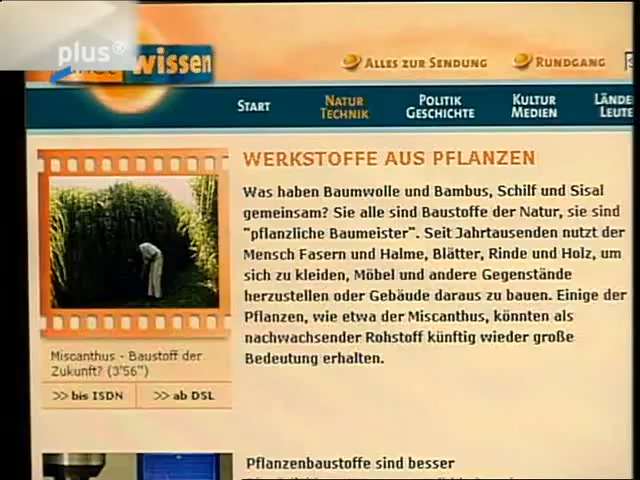 plus®
wissen
ALLES ZUR SENDUNG
RUNDGANG
START
NATUR
TECHNIK
POLITIK
GESCHICHTE
KULTUR
MEDIEN
LÄNDE
LEUTE
WERKSTOFFE AUS PFLANZEN
Was haben Baumwolle und Bambus, Schilf und Sisal
gemeinsam? Sie alle sind Baustoffe der Natur, sie sind
"pflanzliche Baumeister". Seit Jahrtausenden nutzt der
Mensch Fasern und Halme, Blätter, Rinde und Holz, um
sich zu kleiden, Möbel und andere Gegenstände
herzustellen oder Gebäude daraus zu bauen. Einige der
Pflanzen, wie etwa der Miscanthus, könnten als
nachwachsender Rohstoff künftig wieder große
Bedeutung erhalten.
Miscanthus - Baustoff der
Zukunft? (3'56")
>> bis ISDN
>> ab DSL
Pflanzenbaustoffe sind besser